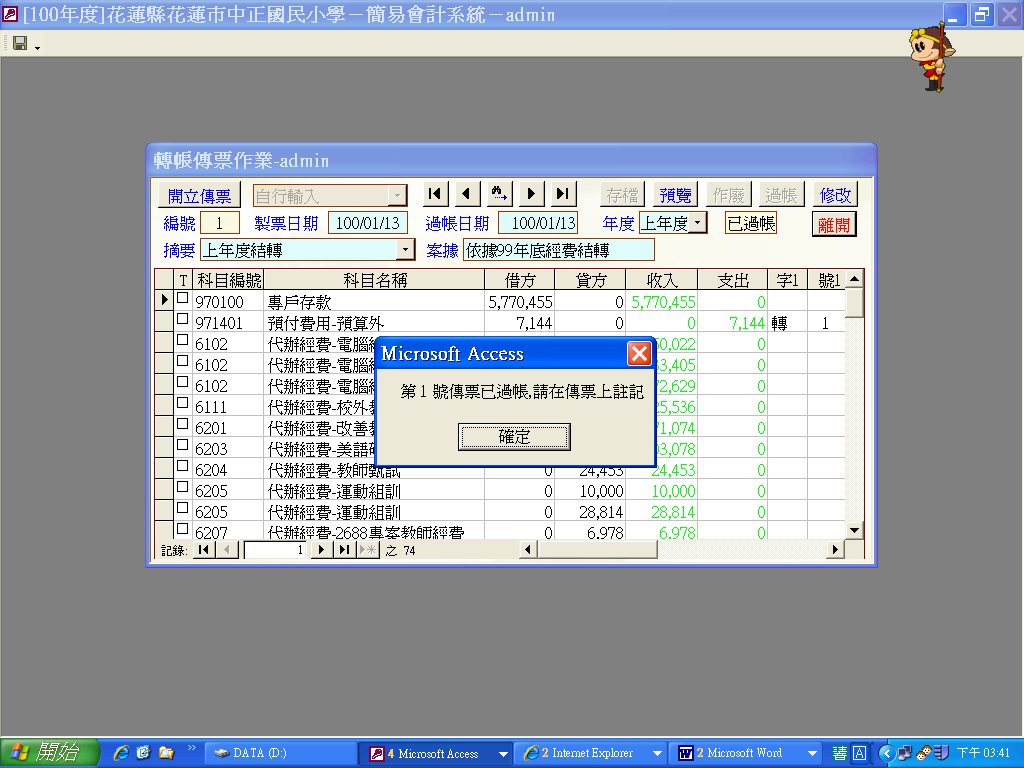 [100年度]花蓮縣花蓮市中正國民小學－簡易會計系統－admin
轉帳傳票作業-admin
開立傳票 自行輸入 存檔 預覽 作廢 過帳 修改
編號 1 製票日期 100/01/13 過帳日期 100/01/13 年度 上年度 已過帳 離開
摘要 上年度結轉 案據 依據99年底經費結轉
T 科目編號 科目名稱 借方 貸方 收入 支出 字1 號1
970100 專戶存款 5,770,455 0 5,770,455 0
971401 預付費用-預算外 7,144 0 0 7,144 轉 1
6102 代辦經費-電腦 0
6102 代辦經費-電腦 0
6102 代辦經費-電腦 0
6111 代辦經費-校外 0
6201 代辦經費-改善 0
6203 代辦經費-美語 0
6204 代辦經費-教師甄試 0 24,453 24,453 0
6205 代辦經費-運動組訓 0 10,000 10,000 0
6205 代辦經費-運動組訓 0 28,814 28,814 0
6207 代辦經費-2688專案教師經費 0 6,978 6,978 0
Microsoft Access
第 1 號傳票已過帳,請在傳票上註記
確定
記錄: 1 之 74
開始 DATA (D:) 4 Microsoft Access 2 Internet Explorer 2 Microsoft Word A 下午 03:41